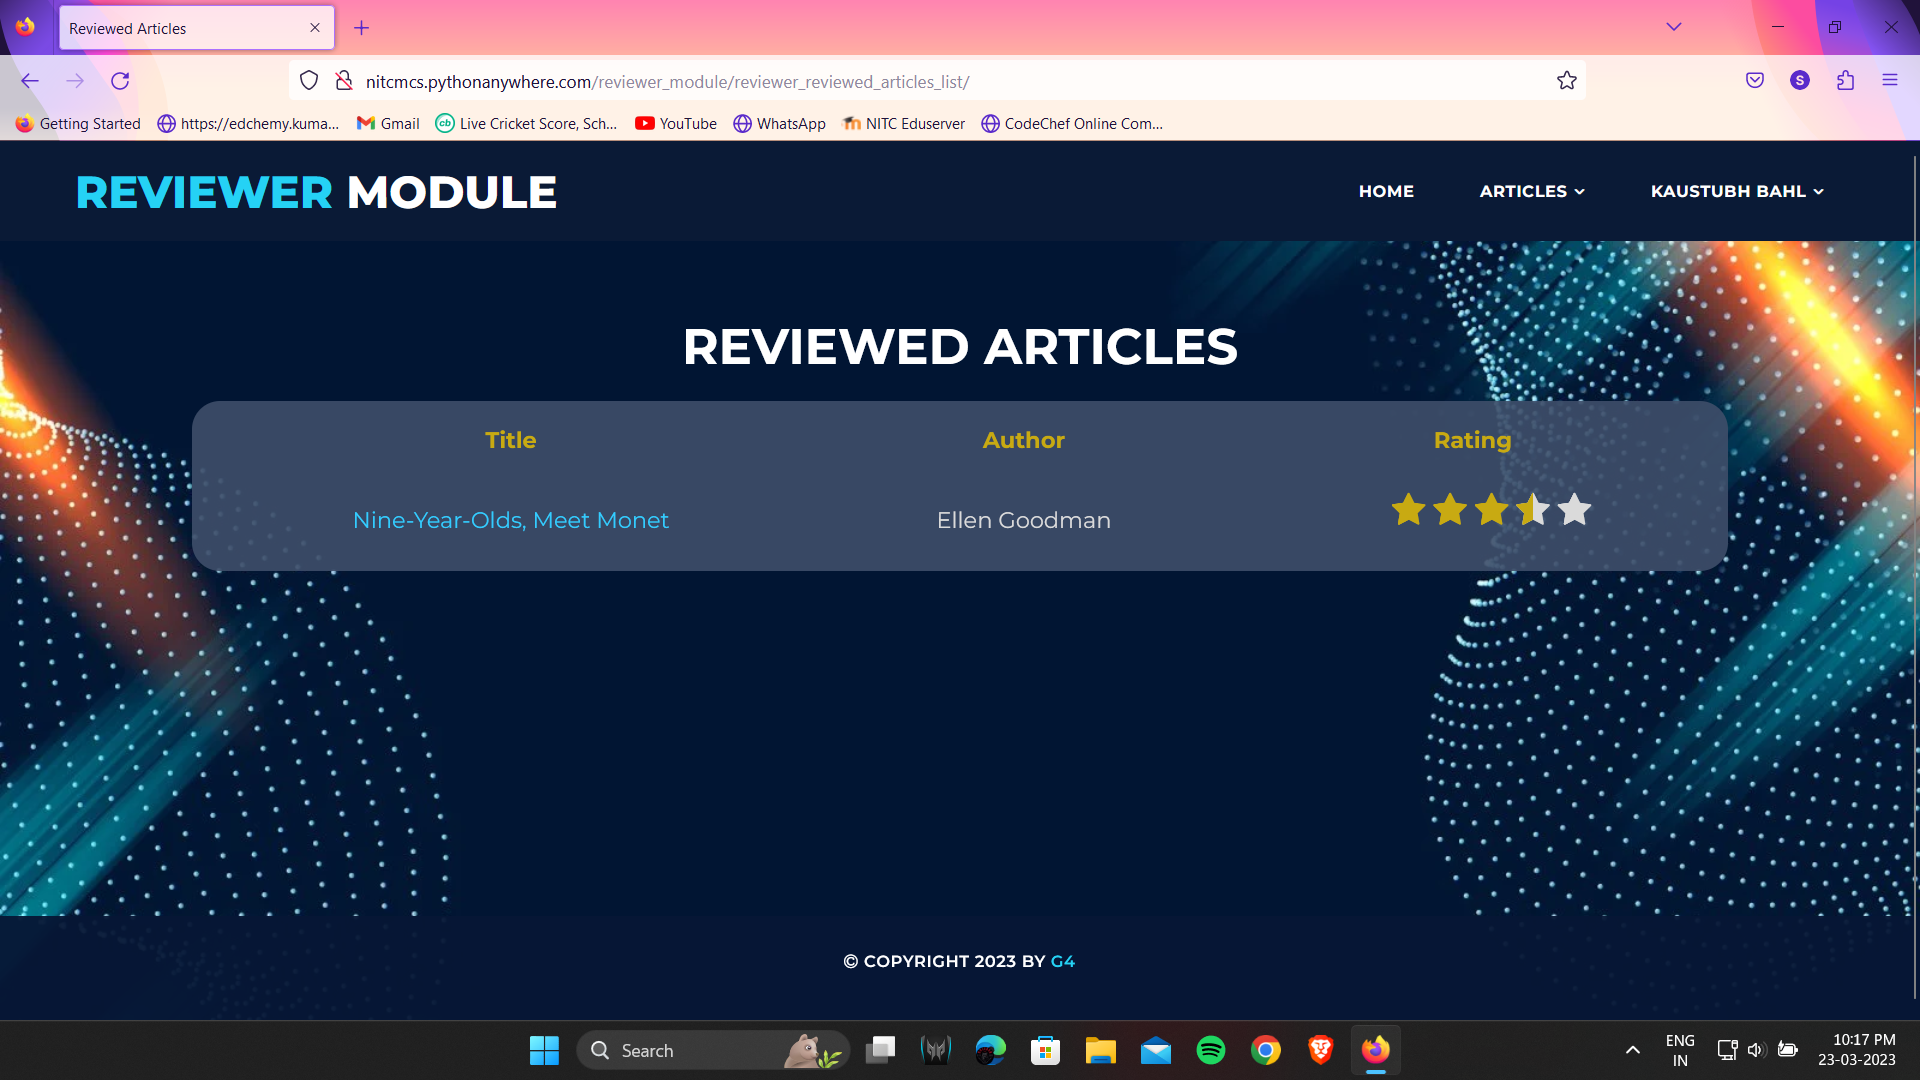 Reviewed Articles
nitcmcs.pythonanywhere.com/reviewer_module/reviewer_reviewed_articles_list/
S
Getting Started https://edchemy.kuma... cb Live Cricket Score, Sch... Gmail YouTube WhatsApp NITC Eduserver CodeChef Online Com...
REVIEWER MODULE HOME ARTICLES KAUSTUBH BAHL
REVIEWED ARTICLES
Title Author Rating
Nine-Year-Olds, Meet Monet Ellen Goodman
© COPYRIGHT 2023 BY G4
Search
ENG
IN
10:17 PM
23-03-2023